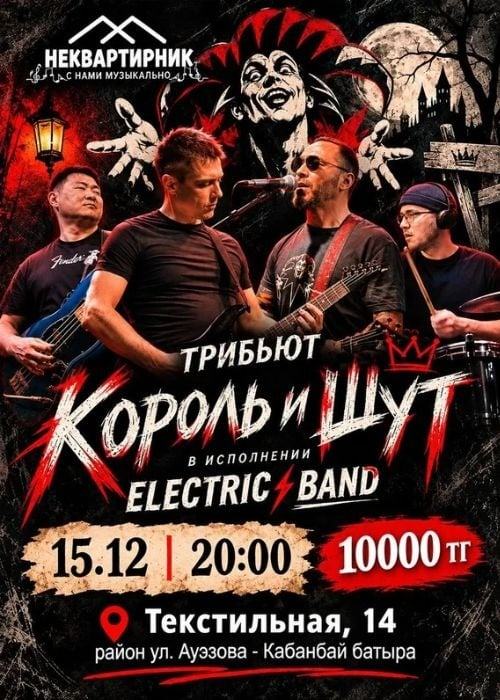 НЕКВАРТИРНИК
С НАМИ МУЗЫКАЛЬНО
Fender
ТРИБЬЮТ
КОРОЛЬ И ШУТ
В ИСПОЛНЕНИИ
ELECTRIC BAND
15.12 | 20:00
10000 тг
Текстильная, 14
район ул. Ауэзова - Кабанбай батыра